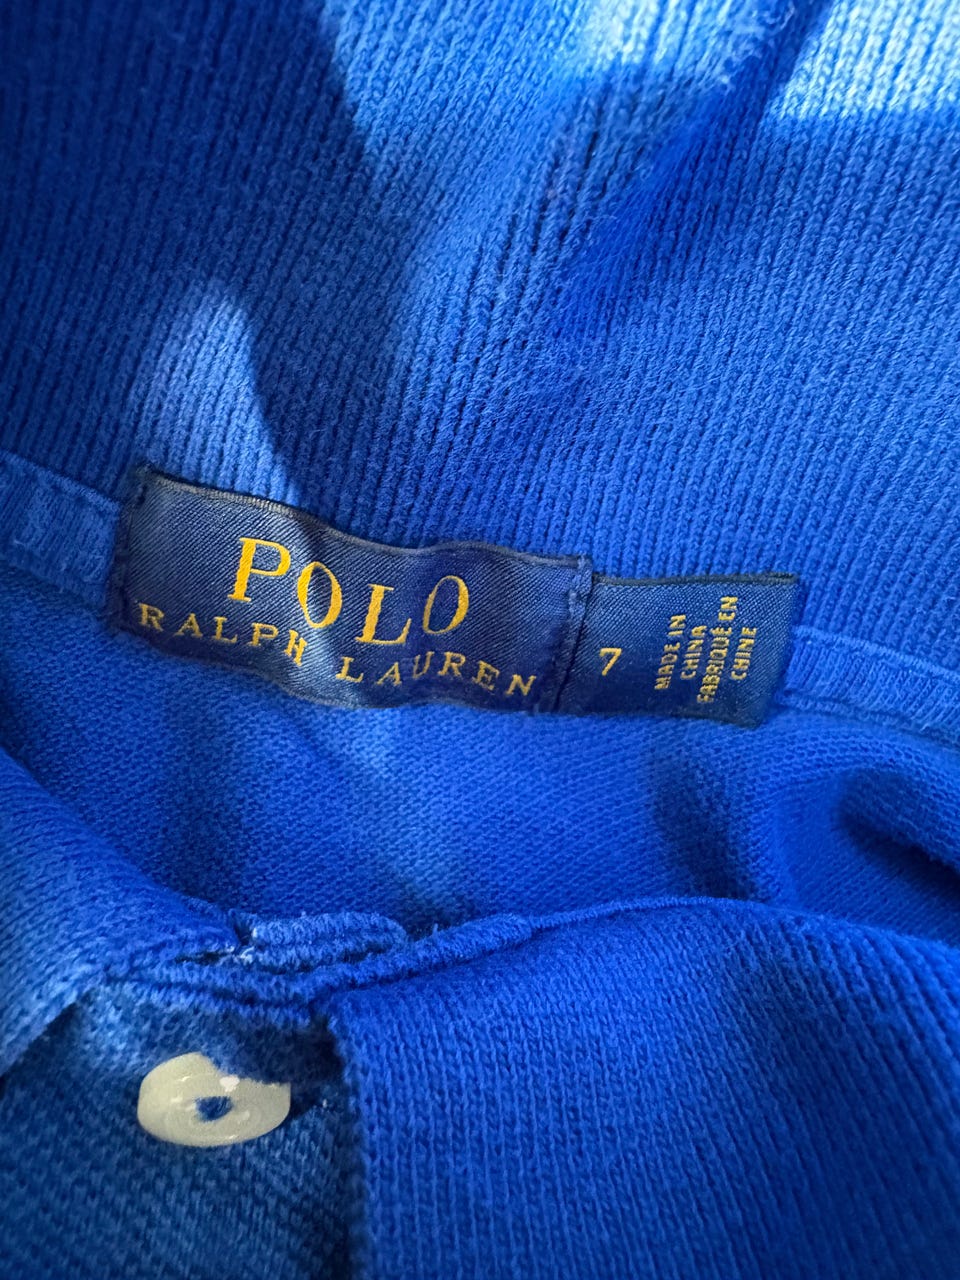 POLO
RALPH LAUREN
7
MADE IN
CHINA
FABRIQUÉ EN
CHINE